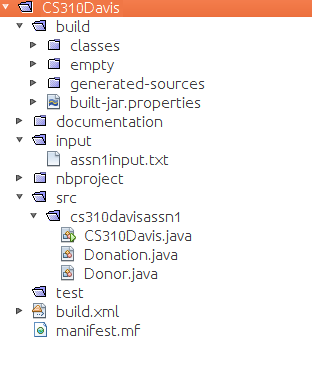 CS310Davis
build
classes
empty
generated-sources
built-jar.properties
documentation
input
assn1input.txt
nbproject
src
cs310davisassn1
CS310Davis.java
Donation.java
Donor.java
test
build.xml
manifest.mf